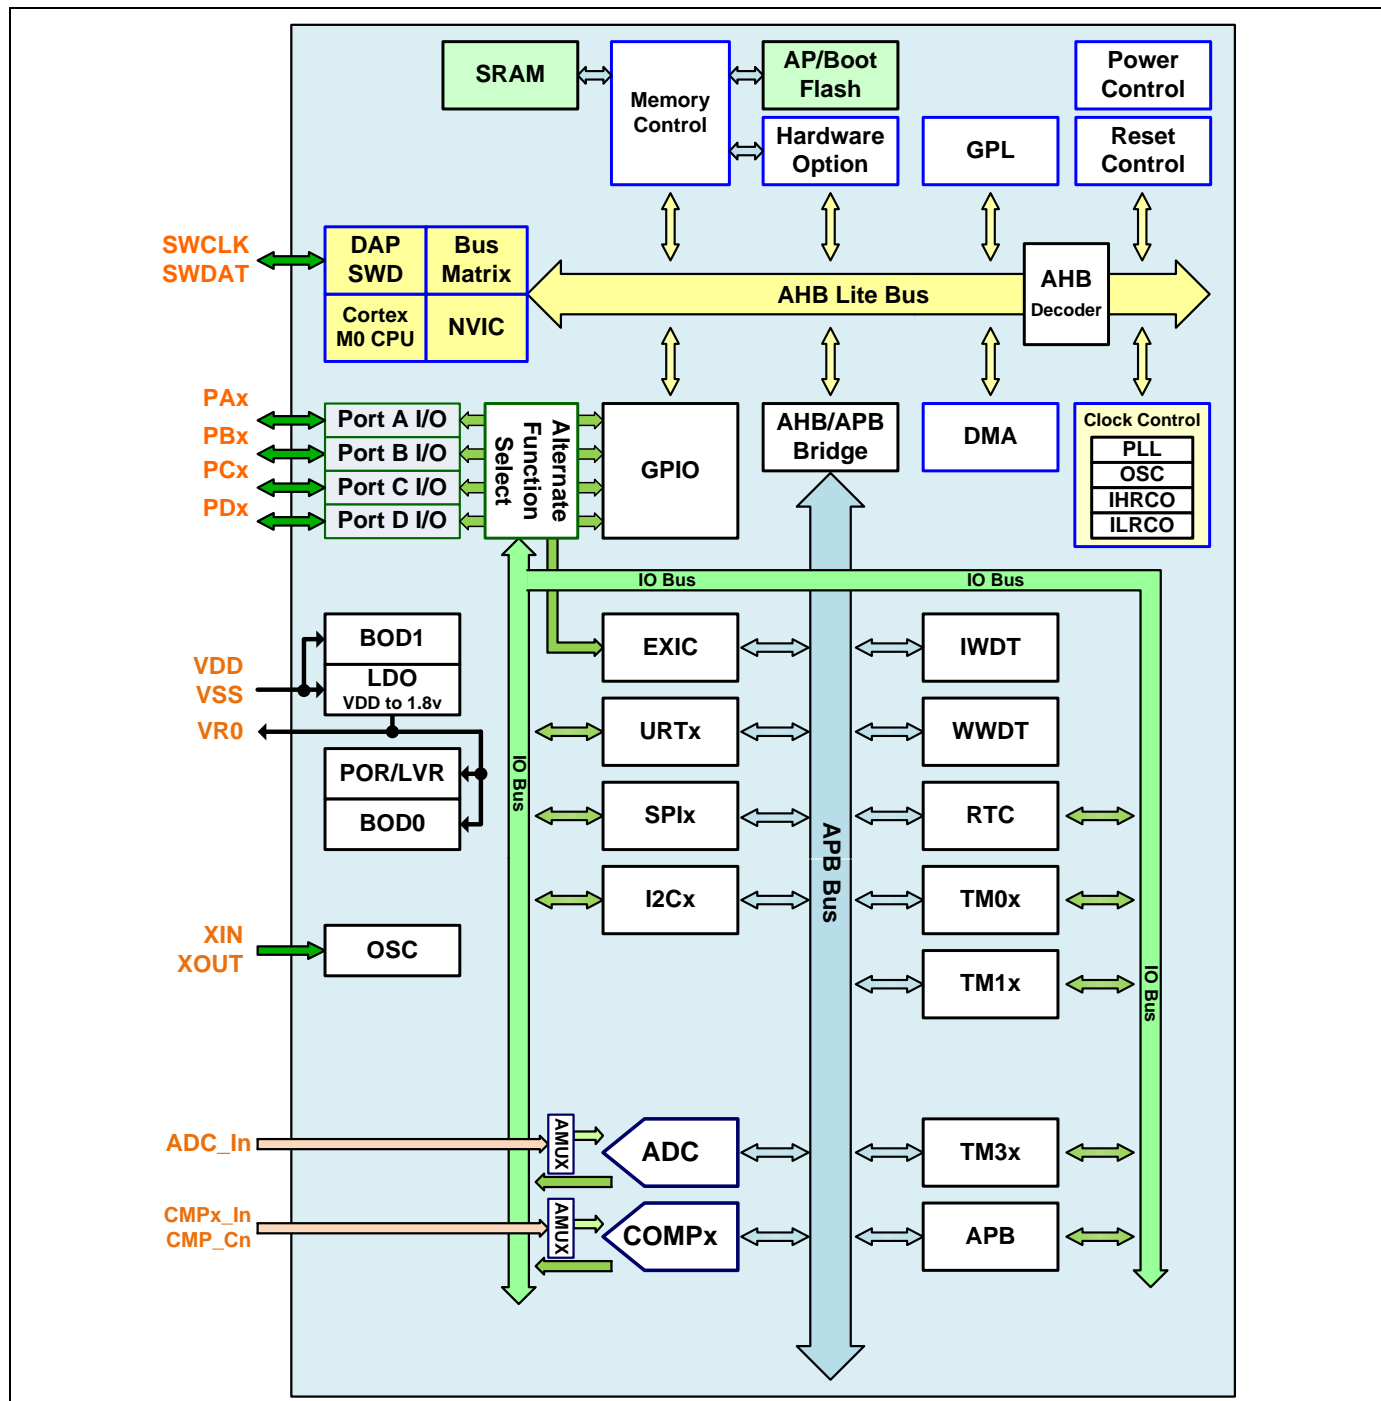 SRAM
Memory
Control
AP/Boot
Flash
Power
Control
Hardware
Option
GPL
Reset
Control
SWCLK
SWDAT
DAP
SWD
Bus
Matrix
Cortex
M0 CPU
NVIC
AHB Lite Bus
AHB
Decoder
PAx
PBx
PCx
PDx
Port A I/O
Port B I/O
Port C I/O
Port D I/O
Alternate
Function
Select
GPIO
AHB/APB
Bridge
DMA
Clock Control
PLL
OSC
IHRCO
ILRCO
IO Bus
IO Bus
VDD
VSS
VR0
BOD1
LDO
VDD to 1.8v
POR/LVR
BOD0
IO Bus
EXIC
URTx
SPIx
I2Cx
APB Bus
IWDT
WWDT
RTC
TM0x
TM1x
IO Bus
XIN
XOUT
OSC
ADC_In
AMUX
ADC
TM3x
CMPx_In
CMP_Cn
AMUX
COMPx
APB